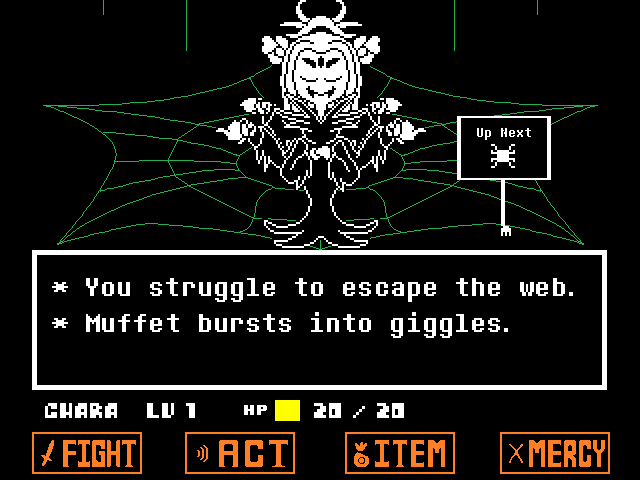 Up Next
* You struggle to escape the web.
* Muffet bursts into giggles.
CHARA LV 1 HP 20 / 20
FIGHT ACT ITEM MERCY